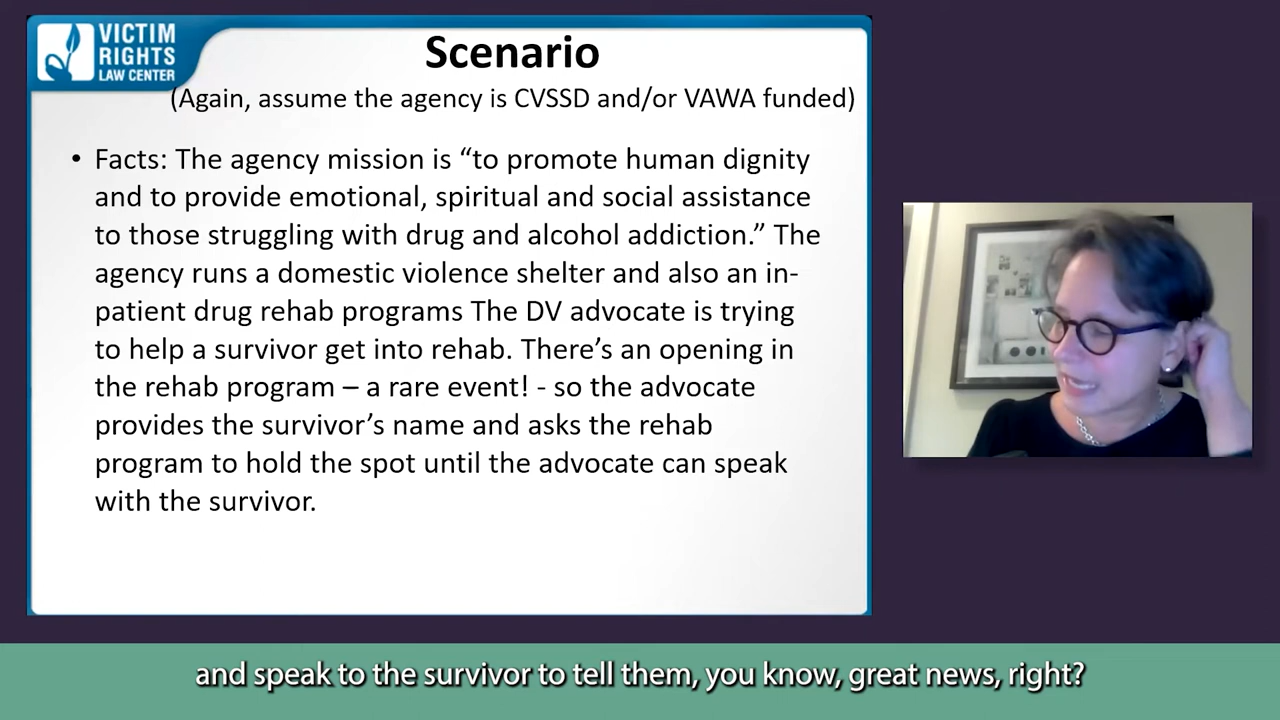 VICTIM
RIGHTS
LAW CENTER
Scenario
(Again, assume the agency is CVSSD and/or VAWA funded)
• Facts: The agency mission is “to promote human dignity
and to provide emotional, spiritual and social assistance
to those struggling with drug and alcohol addiction.” The
agency runs a domestic violence shelter and also an in-
patient drug rehab programs The DV advocate is trying
to help a survivor get into rehab. There’s an opening in
the rehab program – a rare event! - so the advocate
provides the survivor’s name and asks the rehab
program to hold the spot until the advocate can speak
with the survivor.
and speak to the survivor to tell them, you know, great news, right?